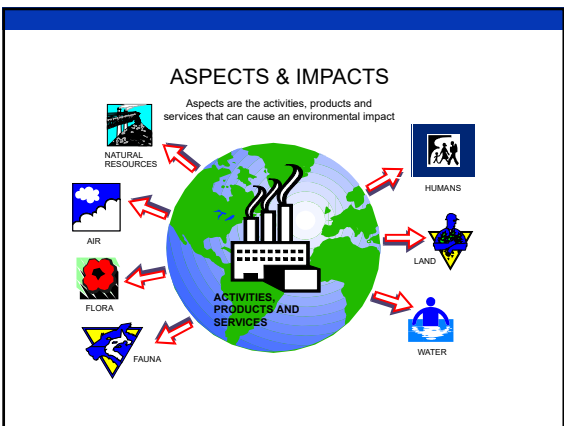 ASPECTS & IMPACTS
Aspects are the activities, products and
services that can cause an environmental impact
NATURAL
RESOURCES
AIR
FLORA
FAUNA
ACTIVITIES,
PRODUCTS AND
SERVICES
HUMANS
LAND
WATER